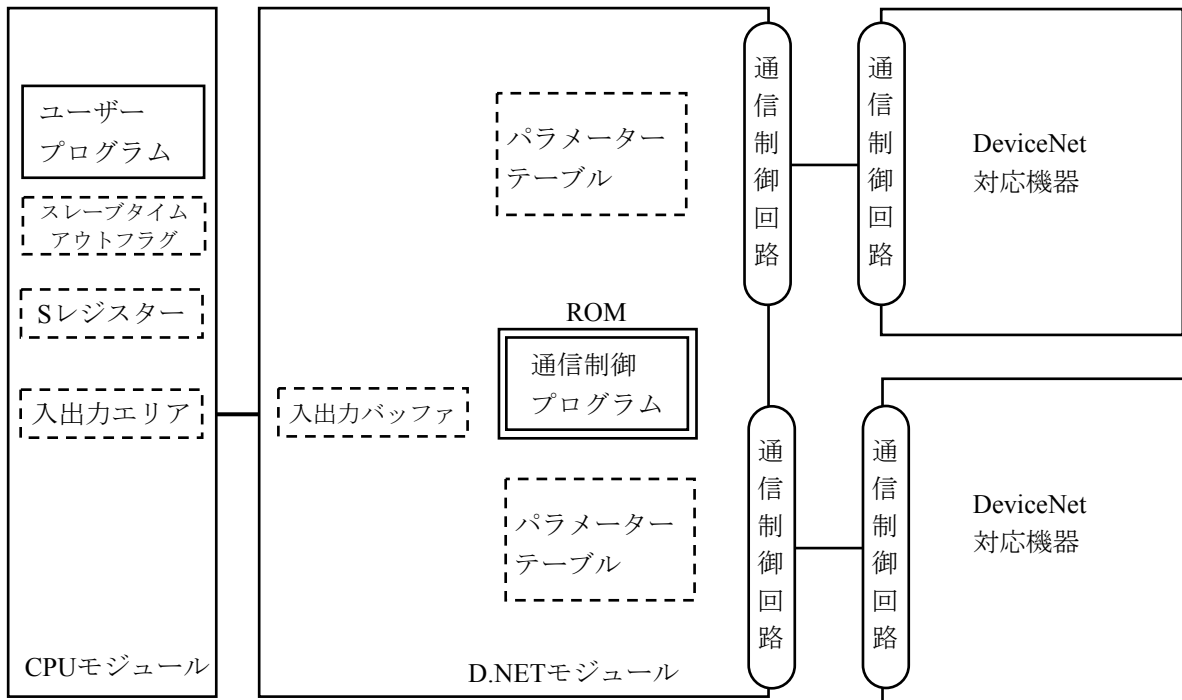 ユーザー
プログラム
スレーブタイム
アウトフラグ
Sレジスター
入出力エリア
CPUモジュール
パラメーター
テーブル
ROM
通信制御
プログラム
入出力バッファ
パラメーター
テーブル
D.NETモジュール
通信制御回路
通信制御回路
DeviceNet
対応機器
通信制御回路
通信制御回路
DeviceNet
対応機器